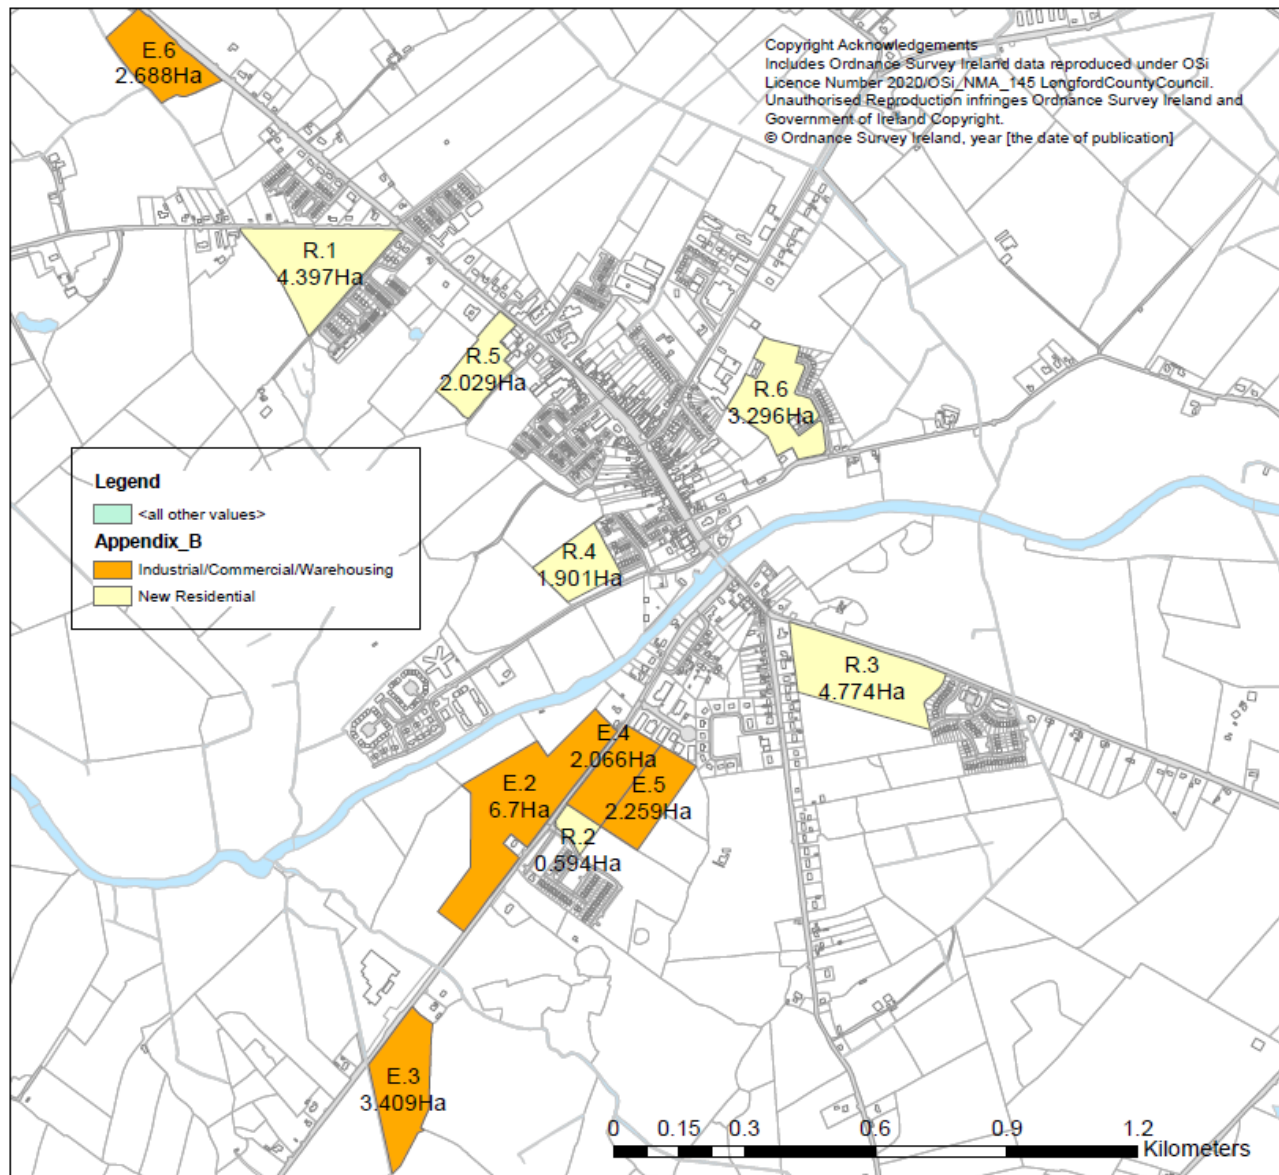 E.6
2.688Ha
Copyright Acknowledgements
Includes Ordnance Survey Ireland data reproduced under OSi
Licence Number 2020/OSi_NMA_145 LongfordCountyCouncil.
Unauthorised Reproduction infringes Ordnance Survey Ireland and
Government of Ireland Copyright.
© Ordnance Survey Ireland, year [the date of publication]
R.1
4.397Ha
R.5
2.029Ha
R.6
3.296Ha
Legend
<all other values>
Appendix_B
Industrial/Commercial/Warehousing
New Residential
R.4
1.901Ha
R.3
4.774Ha
E.4
2.066Ha
E.2
6.7Ha
E.5
2.259Ha
R.2
0.594Ha
E.3
3.409Ha
0 0.15 0.3 0.6 0.9 1.2
Kilometers